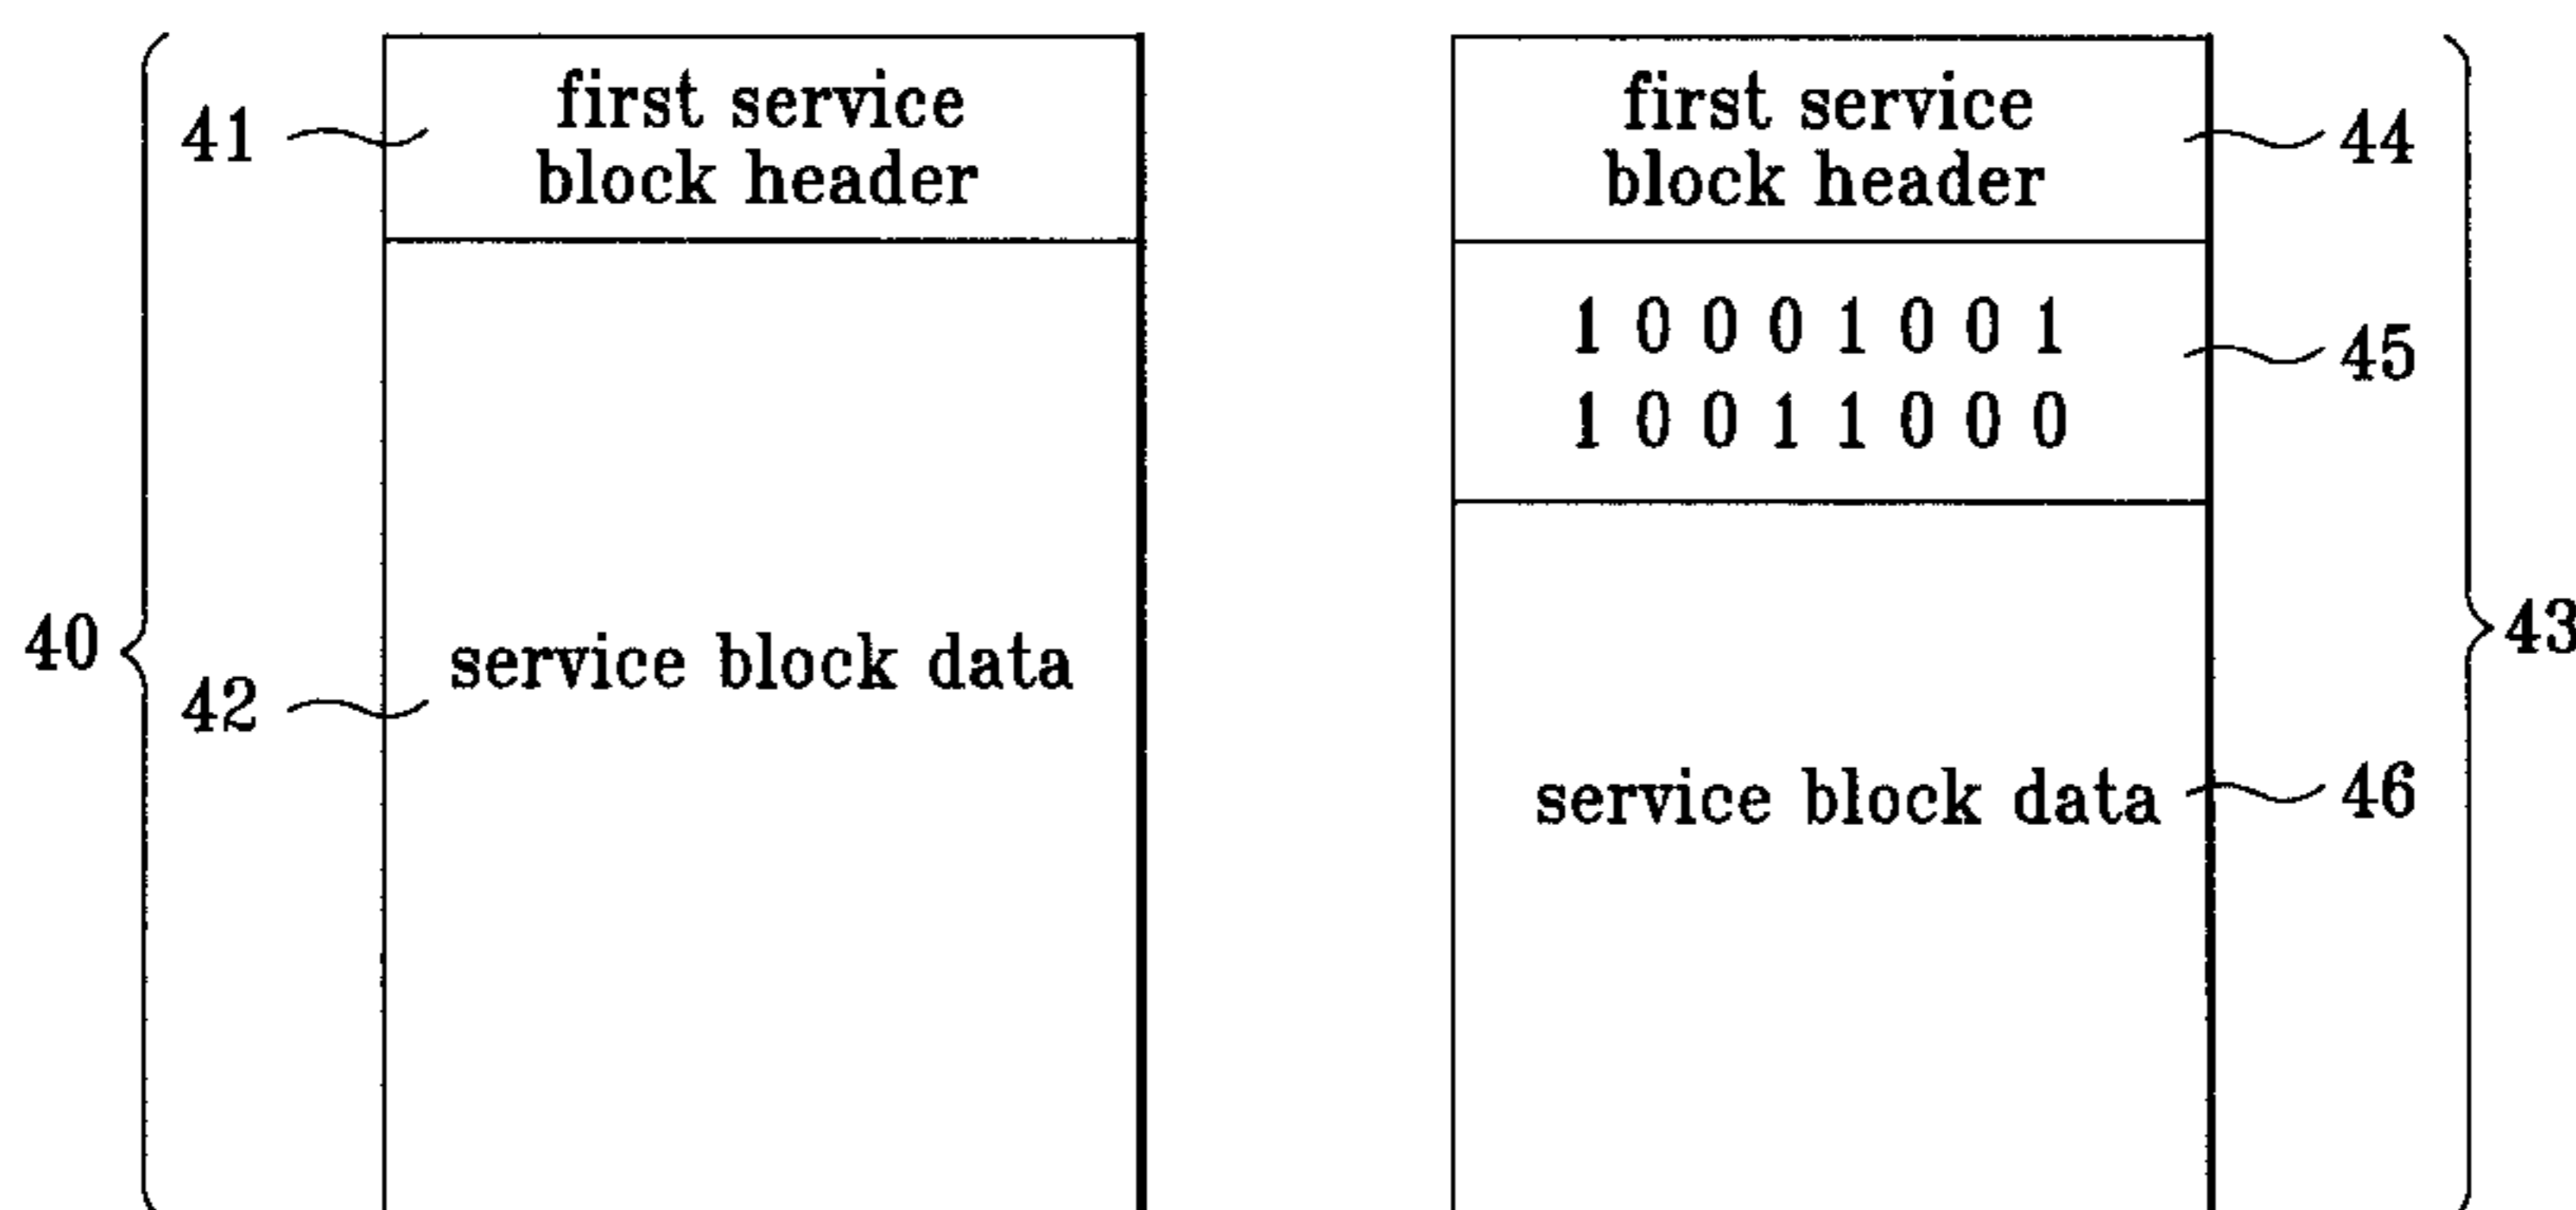 first service
block header
41
service block data
40
42
first service
block header
44
1 0 0 0 1 0 0 1
1 0 0 1 1 0 0 0
45
43
service block data
46